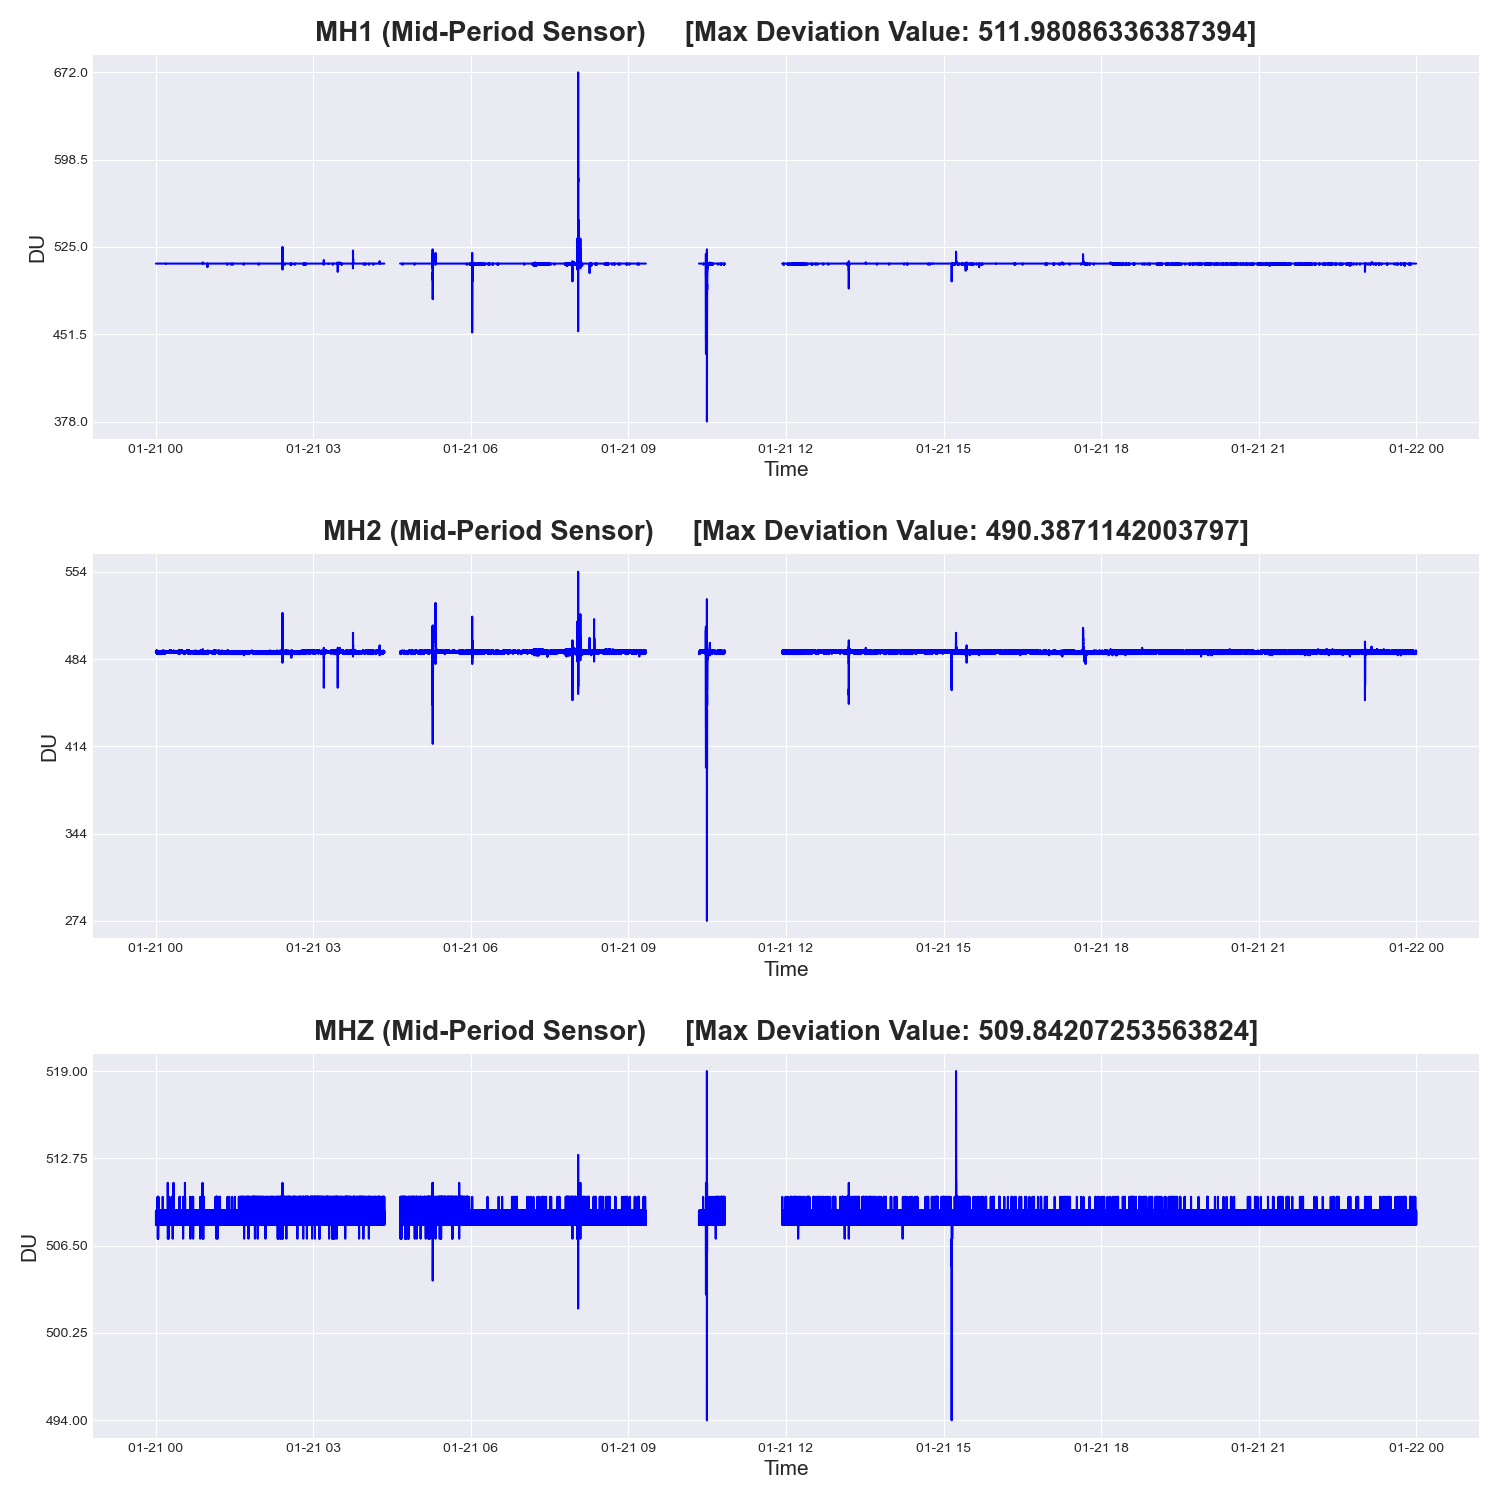 MH1 (Mid-Period Sensor) [Max Deviation Value: 511.98086336387394]
672.0
598.5
525.0
451.5
378.0
DU
01-21 00 01-21 03 01-21 06 01-21 09 01-21 12 01-21 15 01-21 18 01-21 21 01-22 00
Time
MH2 (Mid-Period Sensor) [Max Deviation Value: 490.3871142003797]
554
484
414
344
274
DU
01-21 00 01-21 03 01-21 06 01-21 09 01-21 12 01-21 15 01-21 18 01-21 21 01-22 00
Time
MHZ (Mid-Period Sensor) [Max Deviation Value: 509.84207253563824]
519.00
512.75
506.50
500.25
494.00
DU
01-21 00 01-21 03 01-21 06 01-21 09 01-21 12 01-21 15 01-21 18 01-21 21 01-22 00
Time